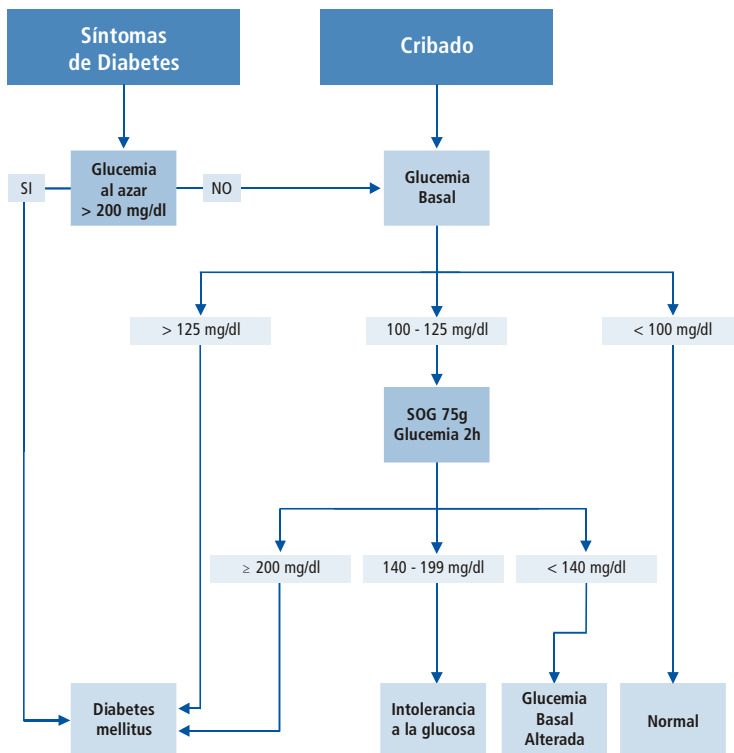 Síntomas
de Diabetes
Cribado
SI
Glucemia
al azar
> 200 mg/dl
NO
Glucemia
Basal
> 125 mg/dl
100 - 125 mg/dl
< 100 mg/dl
SOG 75g
Glucemia 2h
≥ 200 mg/dl
140 - 199 mg/dl
< 140 mg/dl
Diabetes
mellitus
Intolerancia
a la glucosa
Glucemia
Basal
Alterada
Normal